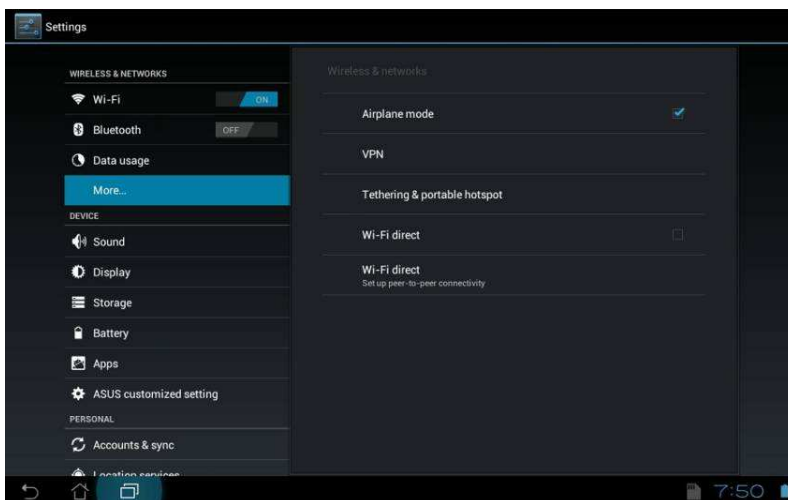 Settings
WIRELESS & NETWORKS
Wi-Fi
ON
Bluetooth
OFF
Data usage
More...
DEVICE
Sound
Display
Storage
Battery
Apps
ASUS customized setting
PERSONAL
Accounts & sync
Location services
Wireless & networks
Airplane mode
VPN
Tethering & portable hotspot
Wi-Fi direct
Wi-Fi direct
Set up peer-to-peer connectivity
7:50